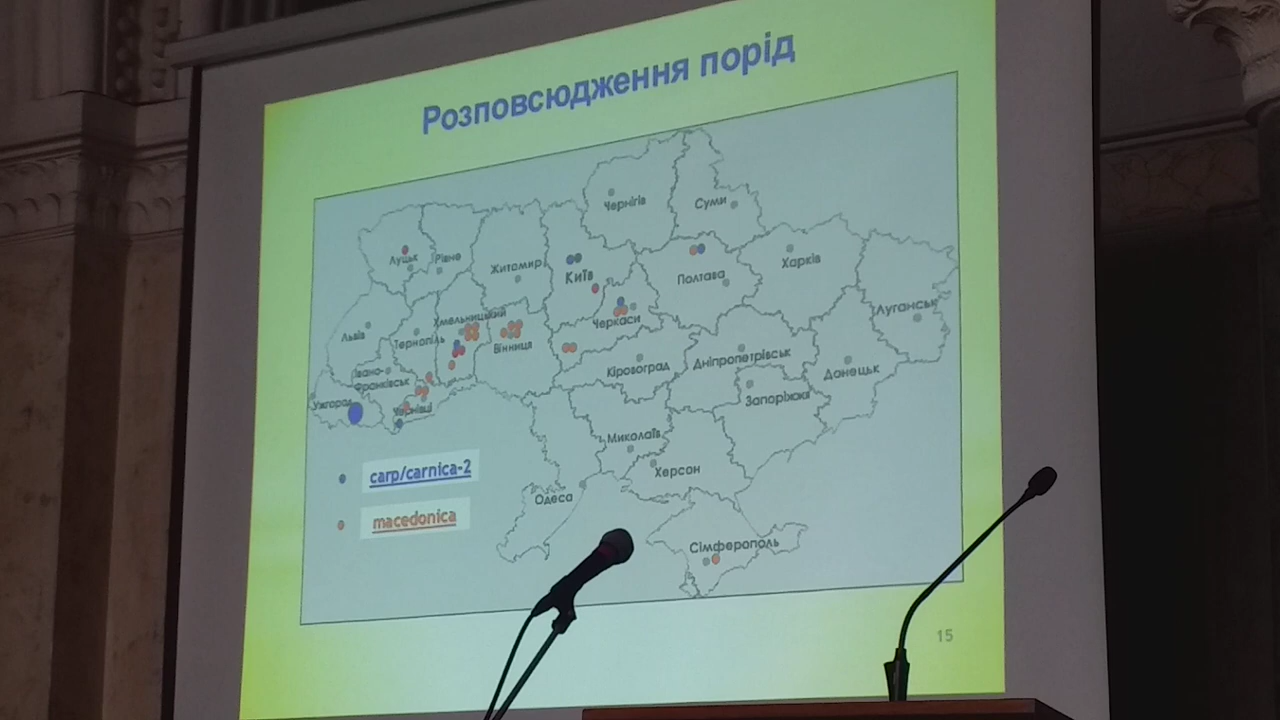 Розповсюдження порід
Чернігів
Суми
Луцьк
Рівне
Житомир
Київ
Полтава
Харків
Луганськ
Львів
Тернопіль
Хмельницький
Вінниця
Черкаси
Івано-
Франківськ
Кіровоград
Дніпропетрівськ
Донецьк
Ужгород
Чернівці
Запоріжжя
Миколаїв
Херсон
Одеса
Сімферополь
carp/carnica-2
macedonica
15